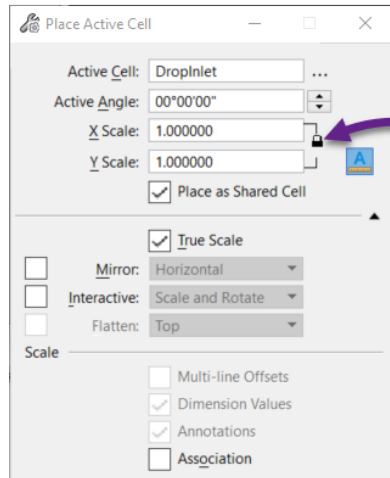 Place Active Cell
Active Cell: DropInlet ...
Active Angle: 00°00'00"
X Scale: 1.000000
Y Scale: 1.000000
A
Place as Shared Cell
True Scale
Mirror: Horizontal
Interactive: Scale and Rotate
Flatten: Top
Scale
Multi-line Offsets
Dimension Values
Annotations
Association